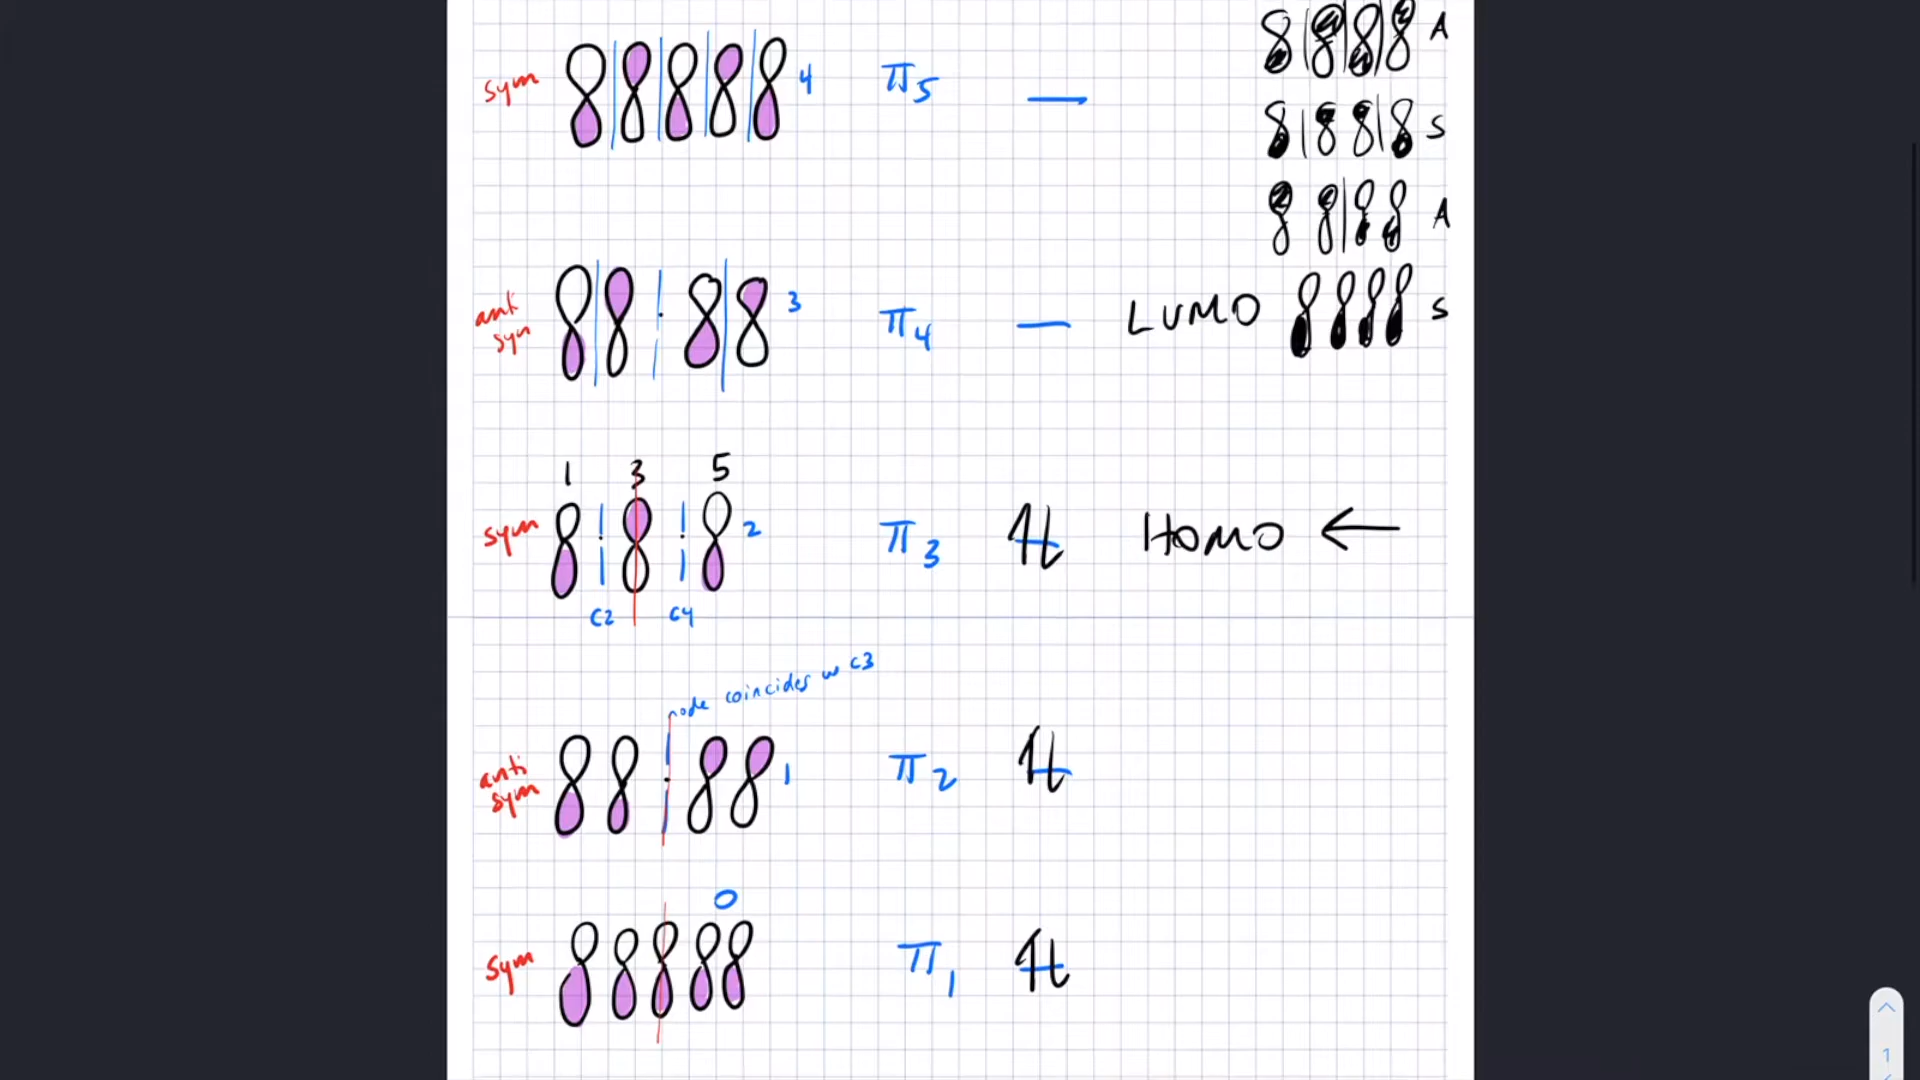 sym 4 π5 A
S
A
anti sym 3 π4 LUMO S
1 3 5
sym 2 π3 HOMO ←
C2 C4
node coincides w C3
anti sym 1 π2
0
sym π1
1